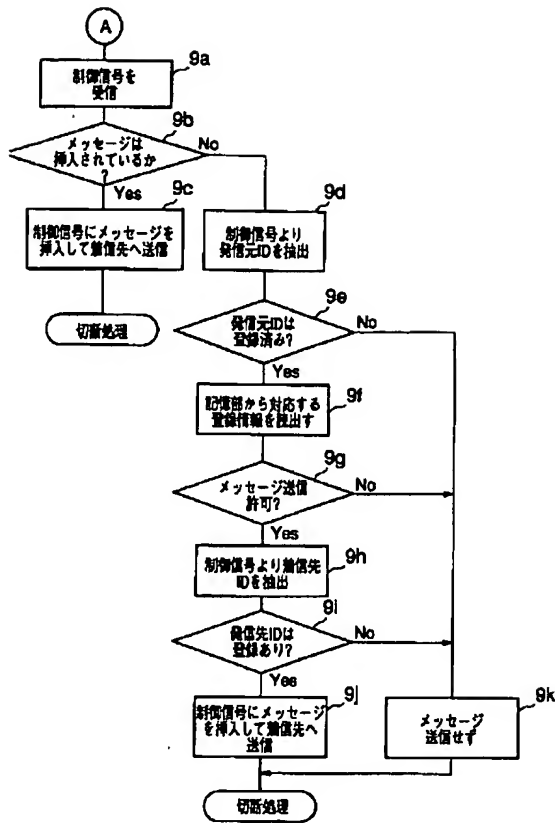 A
制御信号を
受信
9a
メッセージは
挿入されているか
?
9b
No
Yes
9c
制御信号にメッセージを
挿入して着信先へ送信
切断処理
9d
制御信号より
発信元IDを抽出
9e
発信元IDは
登録済み?
No
Yes
9f
記信部から対応する
登録情報を読出す
9g
メッセージ送信
許可?
No
Yes
9h
制御信号より着信先
IDを抽出
9i
発信先IDは
登録あり?
No
Yes
9j
制御信号にメッセージ
を挿入して着信先へ
送信
9k
メッセージ
送信せず
切断処理